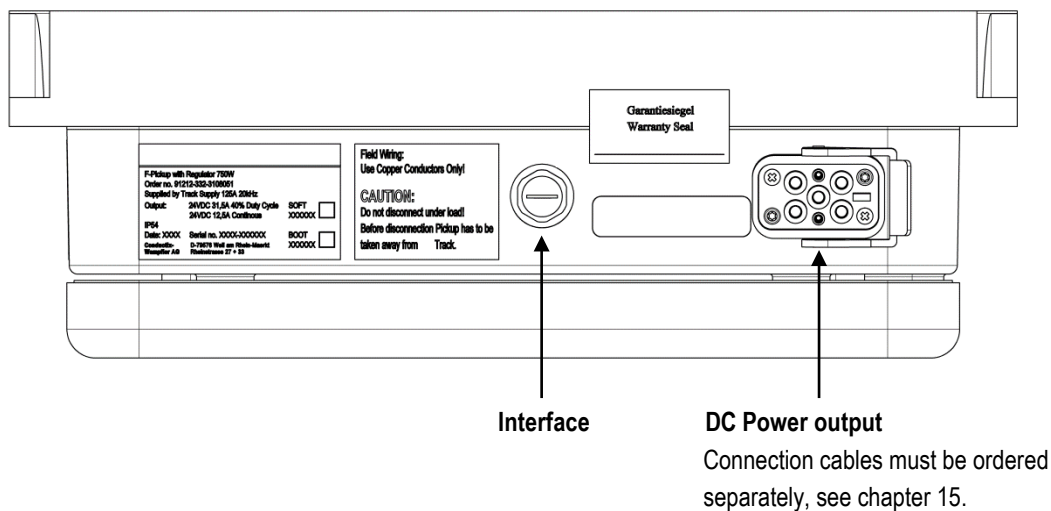 Garantiesiegel
Warranty Seal
F-Pickup with Regulator 750W
Order no. 91212-332-3108051
Supplied by Track Supply 125A 20kHz
Output: 24VDC 31,5A 40% Duty Cycle SOFT
24VDC 12,5A Continous XXXXXX
IP54
Date: XXXX Serial no. XXXX-XXXXXX BOOT
Conductix- D-79576 Weil am Rhein-Maerkt XXXXXX
Wampfler AG Rheinstrasse 27 + 33
Field Wiring:
Use Copper Conductors Only!
CAUTION:
Do not disconnect under load!
Before disconnection Pickup has to be
taken away from Track.
Interface
DC Power output
Connection cables must be ordered
separately, see chapter 15.